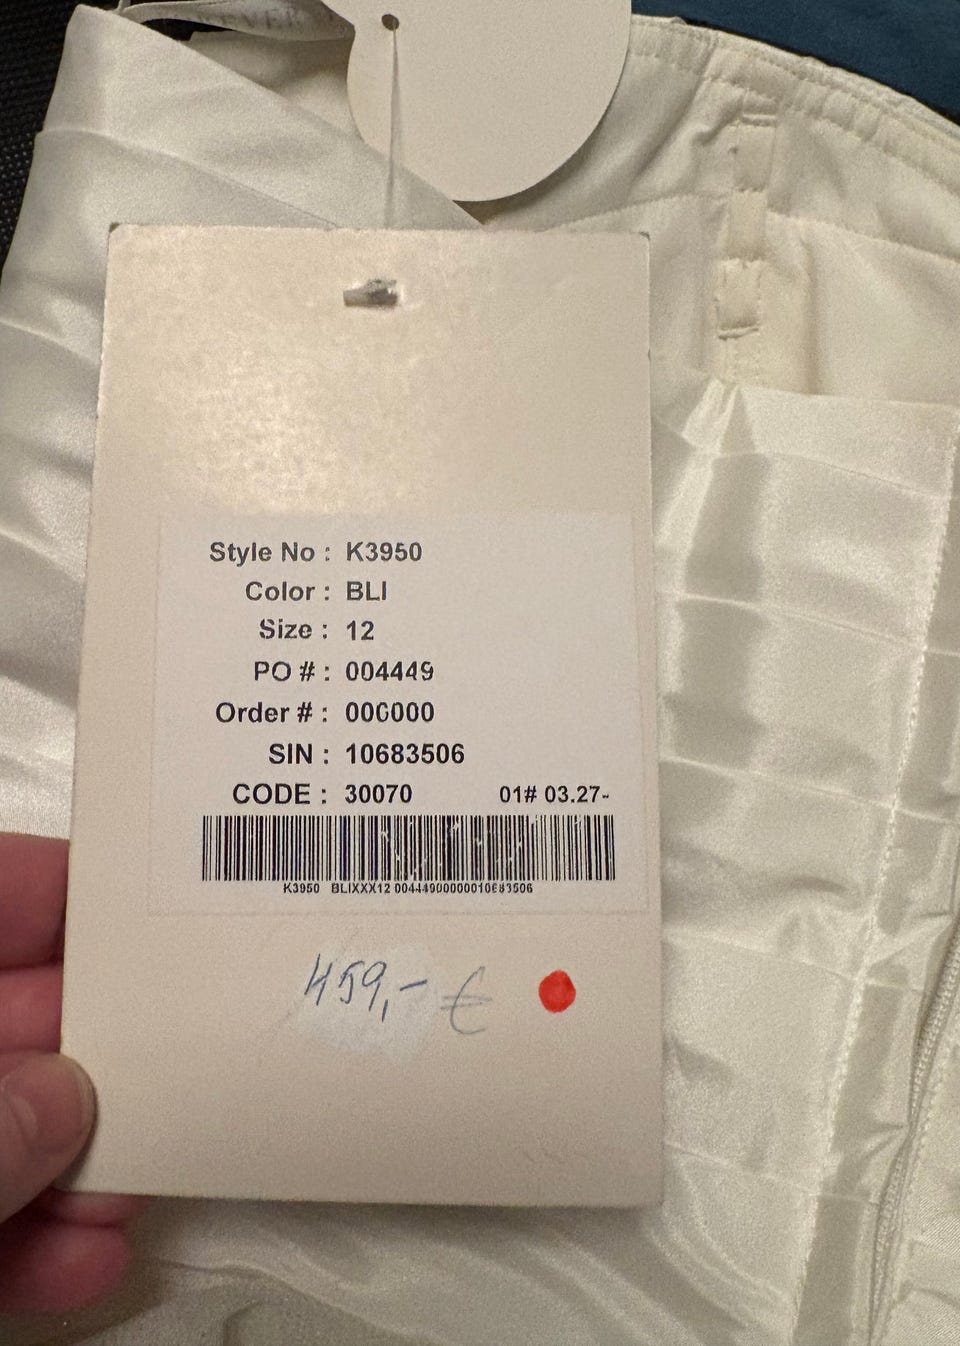 Style No : K3950
Color : BLI
Size : 12
PO # : 004449
Order # : 000000
SIN : 10683506
CODE : 30070 01# 03.27-
K3950 BLIXXX12 00444900000010683506
459,- €